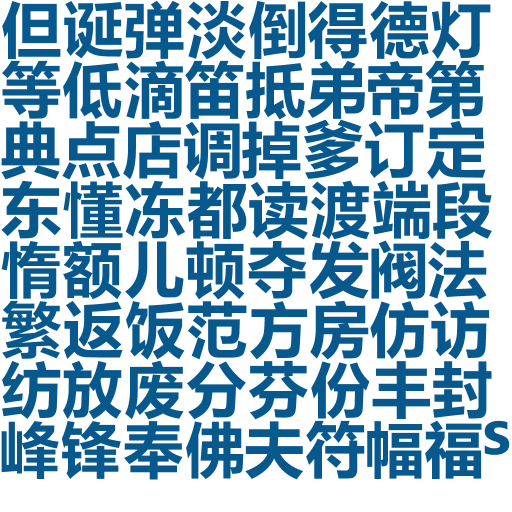 但诞弹淡倒得德灯
等低滴笛抵弟帝第
典点店调掉爹订定
东懂冻都读渡端段
惰额儿顿夺发阀法
繁返饭范方房仿访
纺放废分芬份丰封
峰锋奉佛夫符幅福S